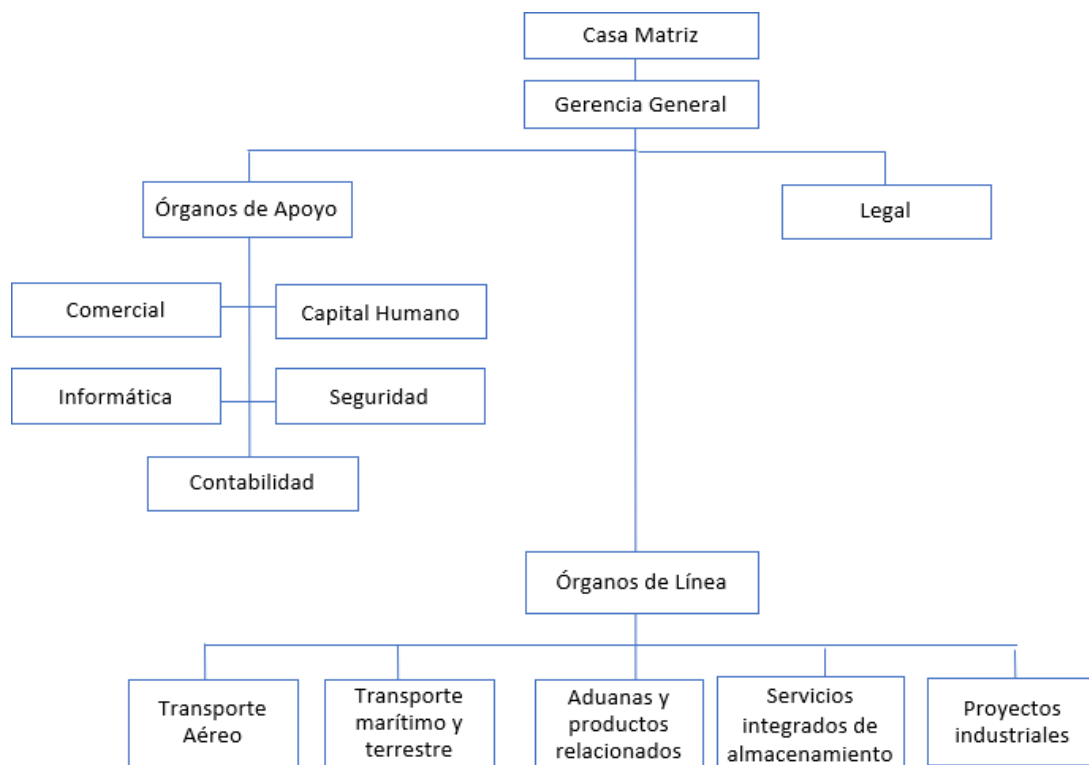 Casa Matriz
Gerencia General
Órganos de Apoyo
Legal
Comercial
Capital Humano
Informática
Seguridad
Contabilidad
Órganos de Línea
Transporte
Aéreo
Transporte
marítimo y
terrestre
Aduanas y
productos
relacionados
Servicios
integrados de
almacenamiento
Proyectos
industriales